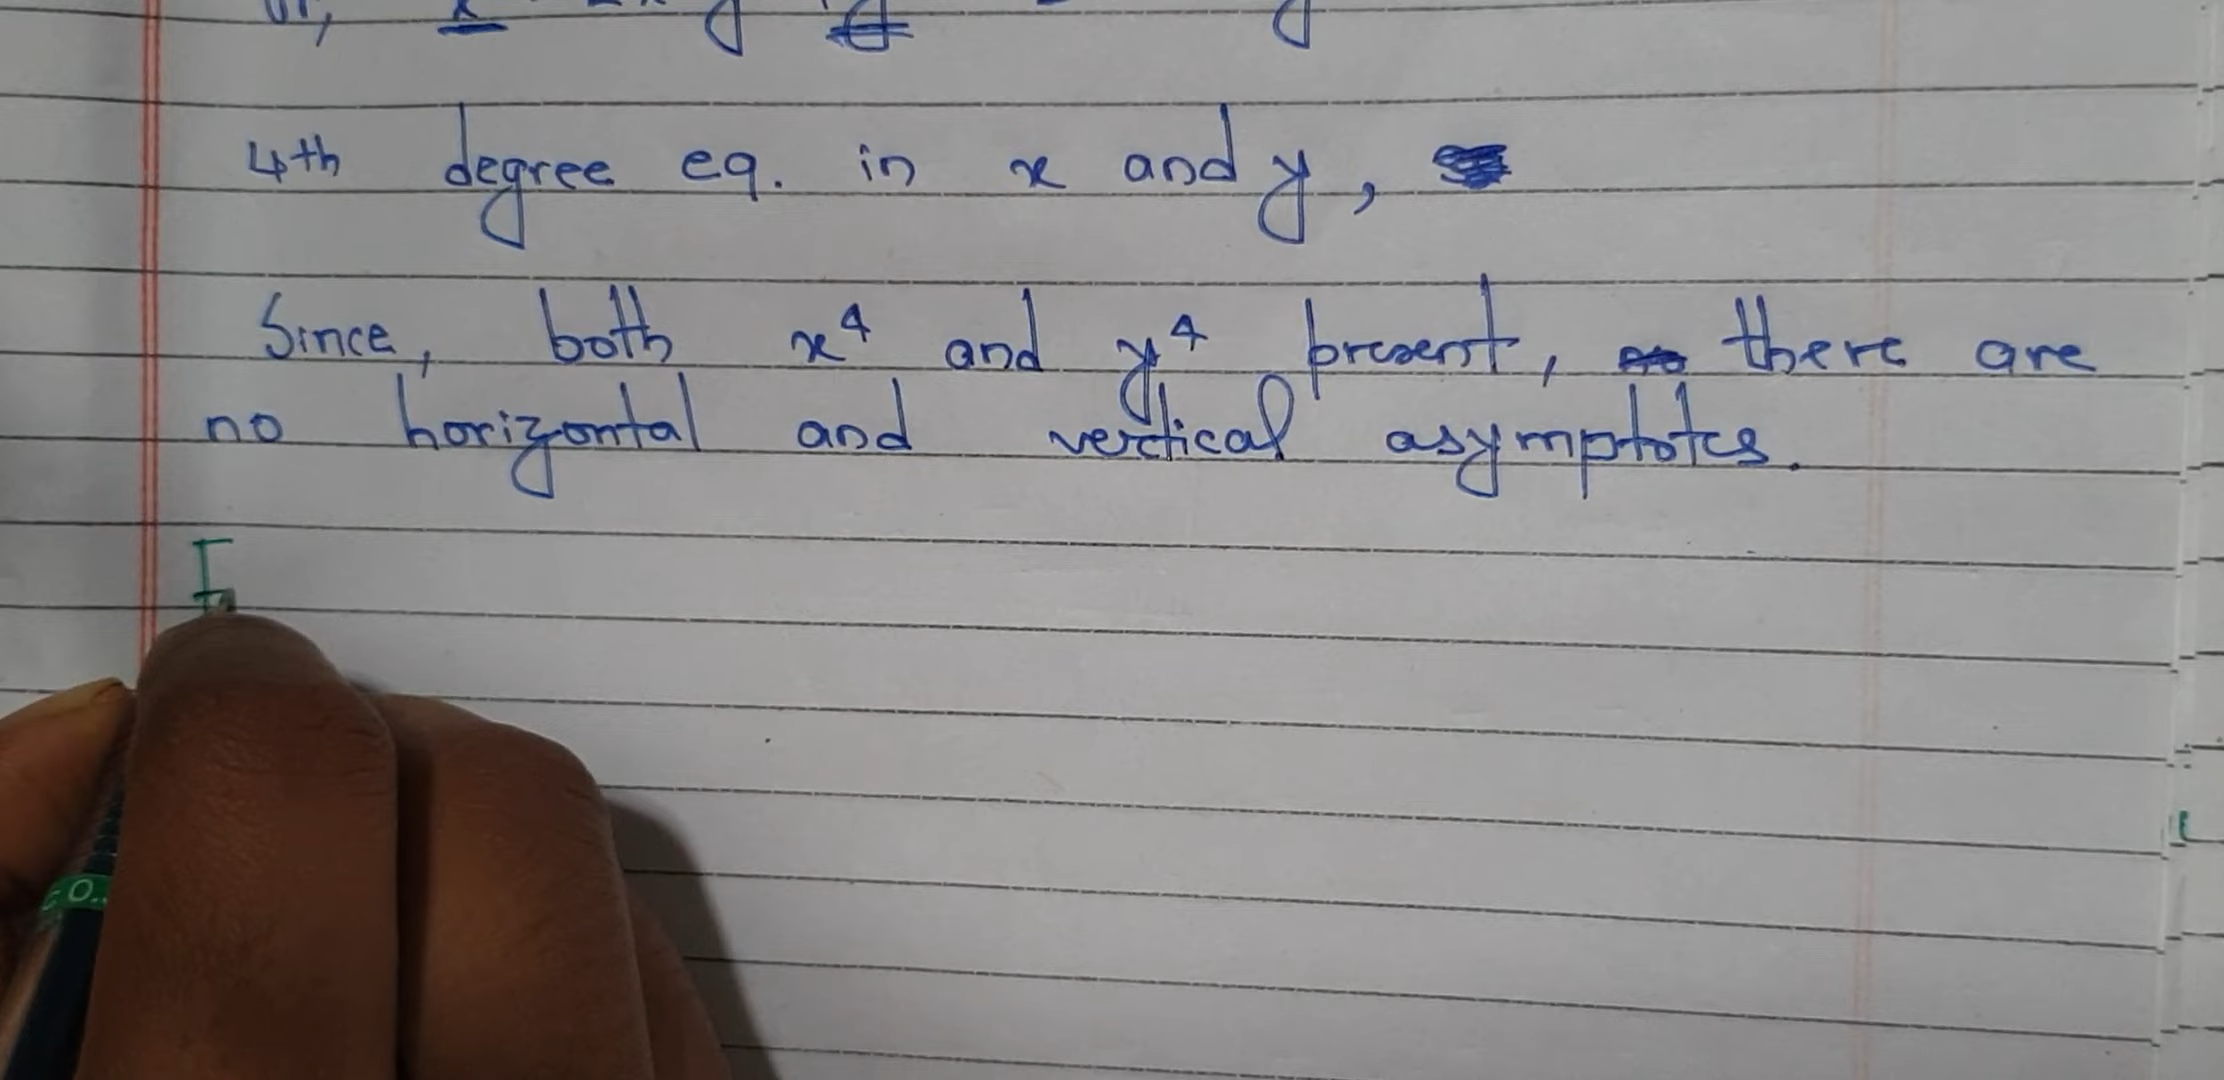 4th degree eq. in x and y,
Since, both x⁴ and y⁴ present, there are
no horizontal and vertical asymptotes.
I